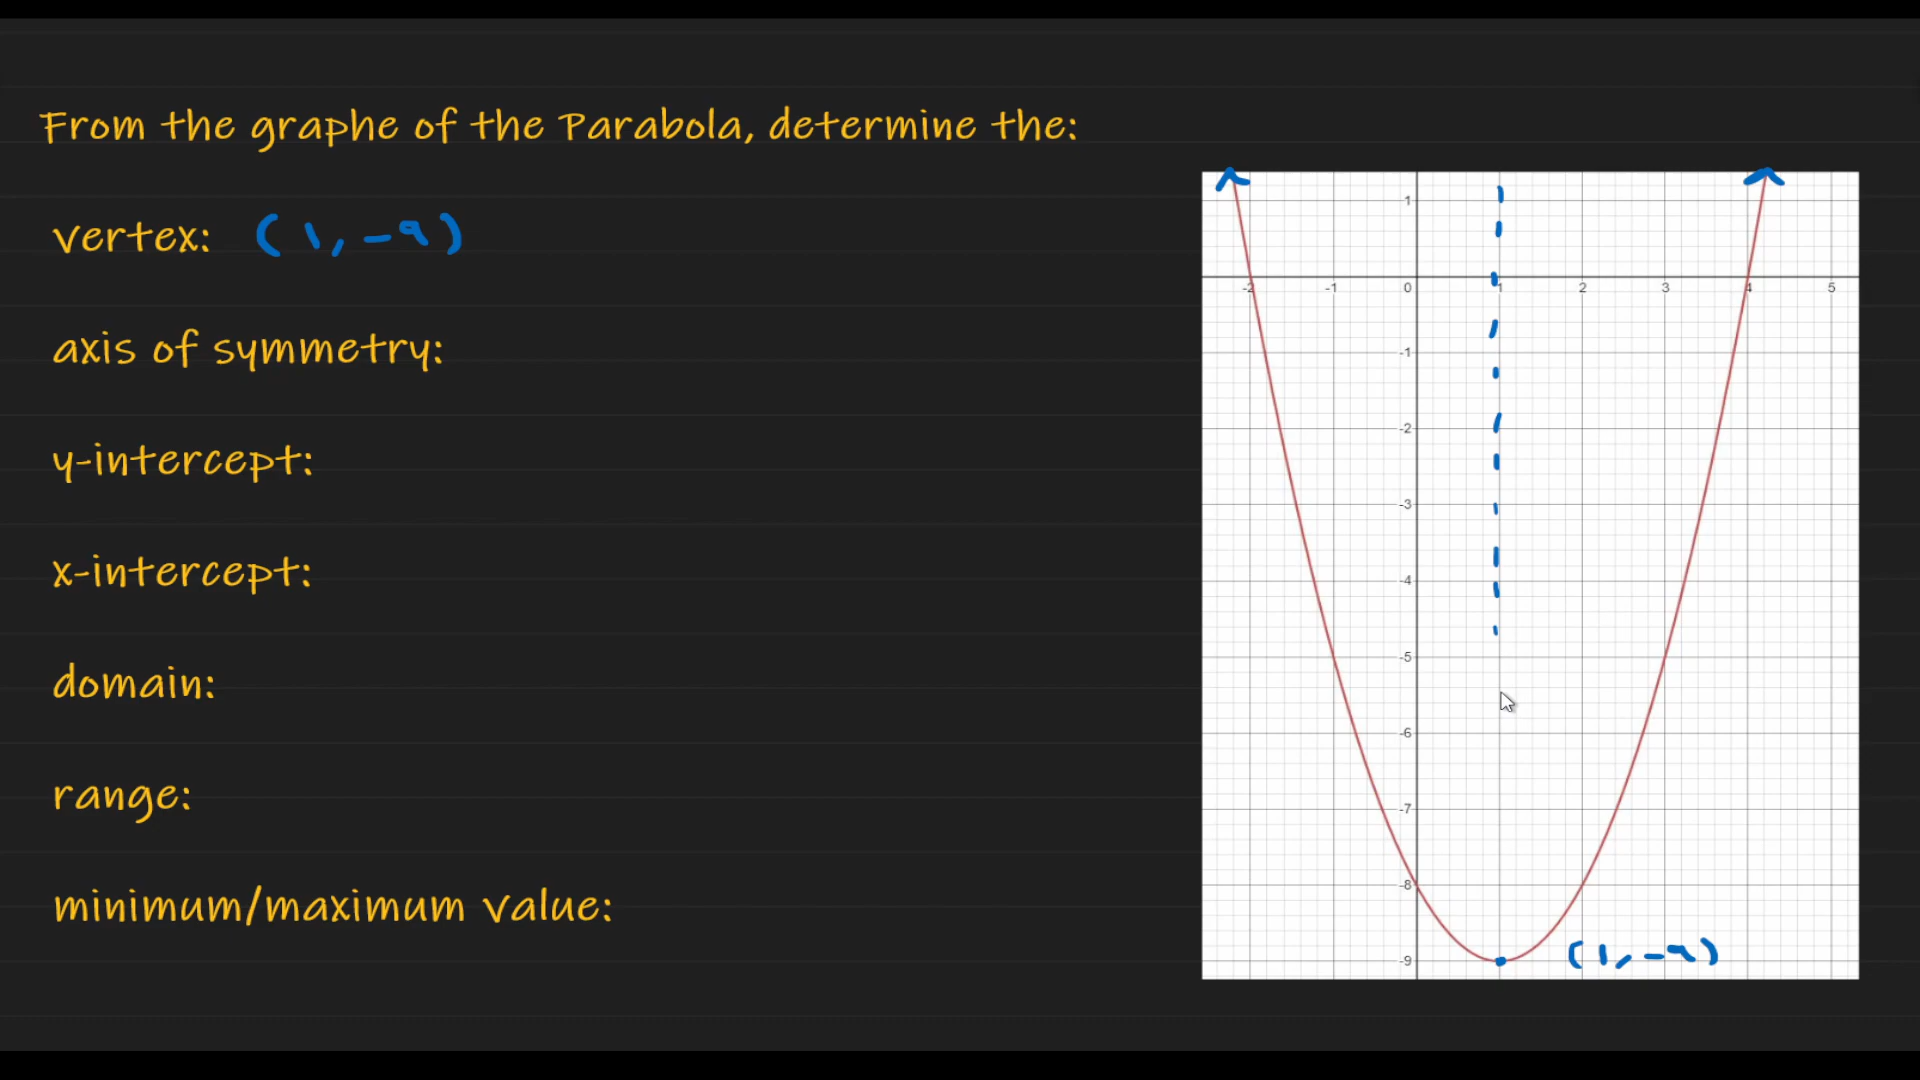 From the graphe of the Parabola, determine the:
vertex: (1, -9)
axis of symmetry:
y-intercept:
x-intercept:
domain:
range:
minimum/maximum value:
1
-2 -1 0 1 2 3 4 5
-1
-2
-3
-4
-5
-6
-7
-8
-9
(1, -9)